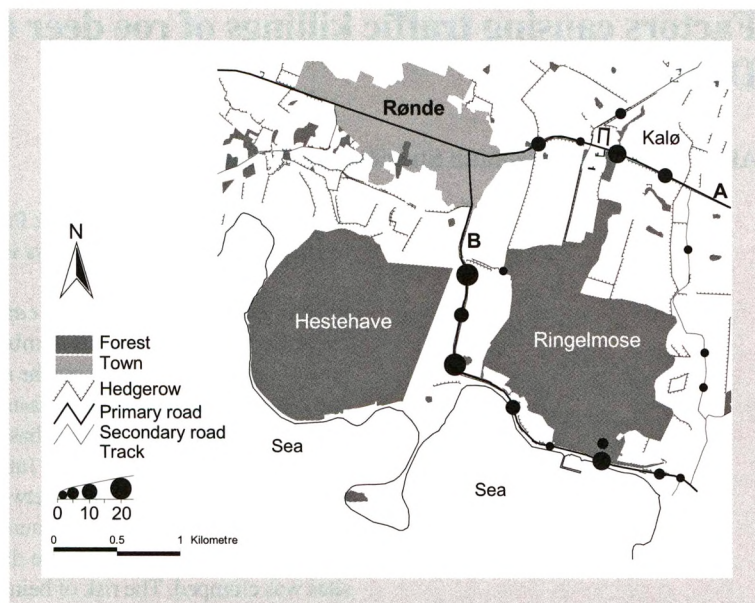 Rønde
Kalø
A
B
N
Hestehave
Ringelmose
Forest
Town
Hedgerow
Primary road
Secondary road
Track
Sea
Sea
0 10 20
0 0.5 1 Kilometre